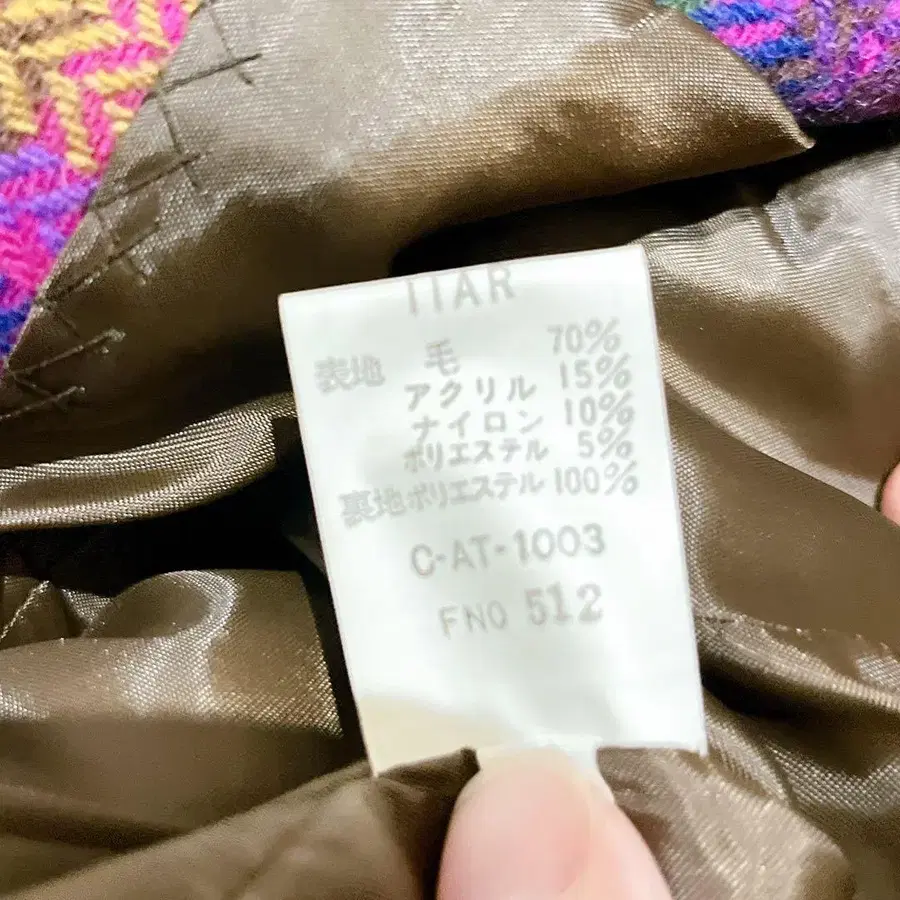 11AR
表地 毛 70%
アクリル 15%
ナイロン 10%
ポリエステル 5%
裏地ポリエステル 100%
C-AT-1003
FNO 512